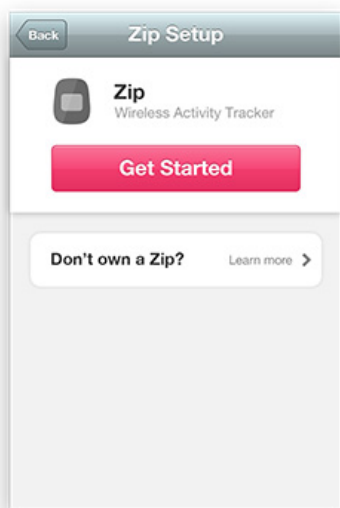 Back
Zip Setup
Zip
Wireless Activity Tracker
Get Started
Don't own a Zip? Learn more